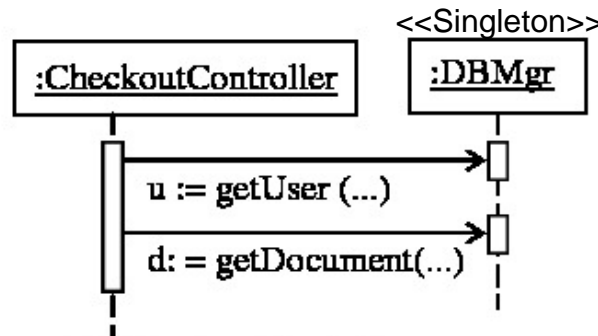 <<Singleton>>
:CheckoutController
:DBMgr
u := getUser (...)
d: = getDocument(...)